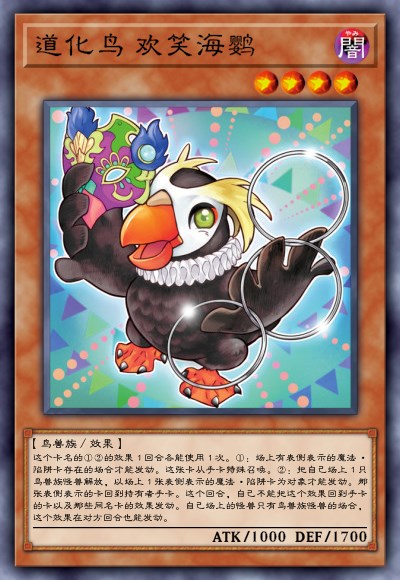 道化鸟 欢笑海鹦
やみ
闇
【鸟兽族／效果】
这个卡名的①②的效果1回合各能使用1次。①：场上有表侧表示的魔法·
陷阱卡存在的场合才能发动。这张卡从手卡特殊召唤。②：把自己场上1只
鸟兽族怪兽解放，以场上1张表侧表示的魔法·陷阱卡为对象才能发动。那
张表侧表示的卡回到持有者手卡。这个回合，自己不能把这个效果回到手卡
的卡以及那些同名卡的效果发动。自己场上的怪兽只有鸟兽族怪兽的场合，
这个效果在对方回合也能发动。
ATK/1000 DEF/1700